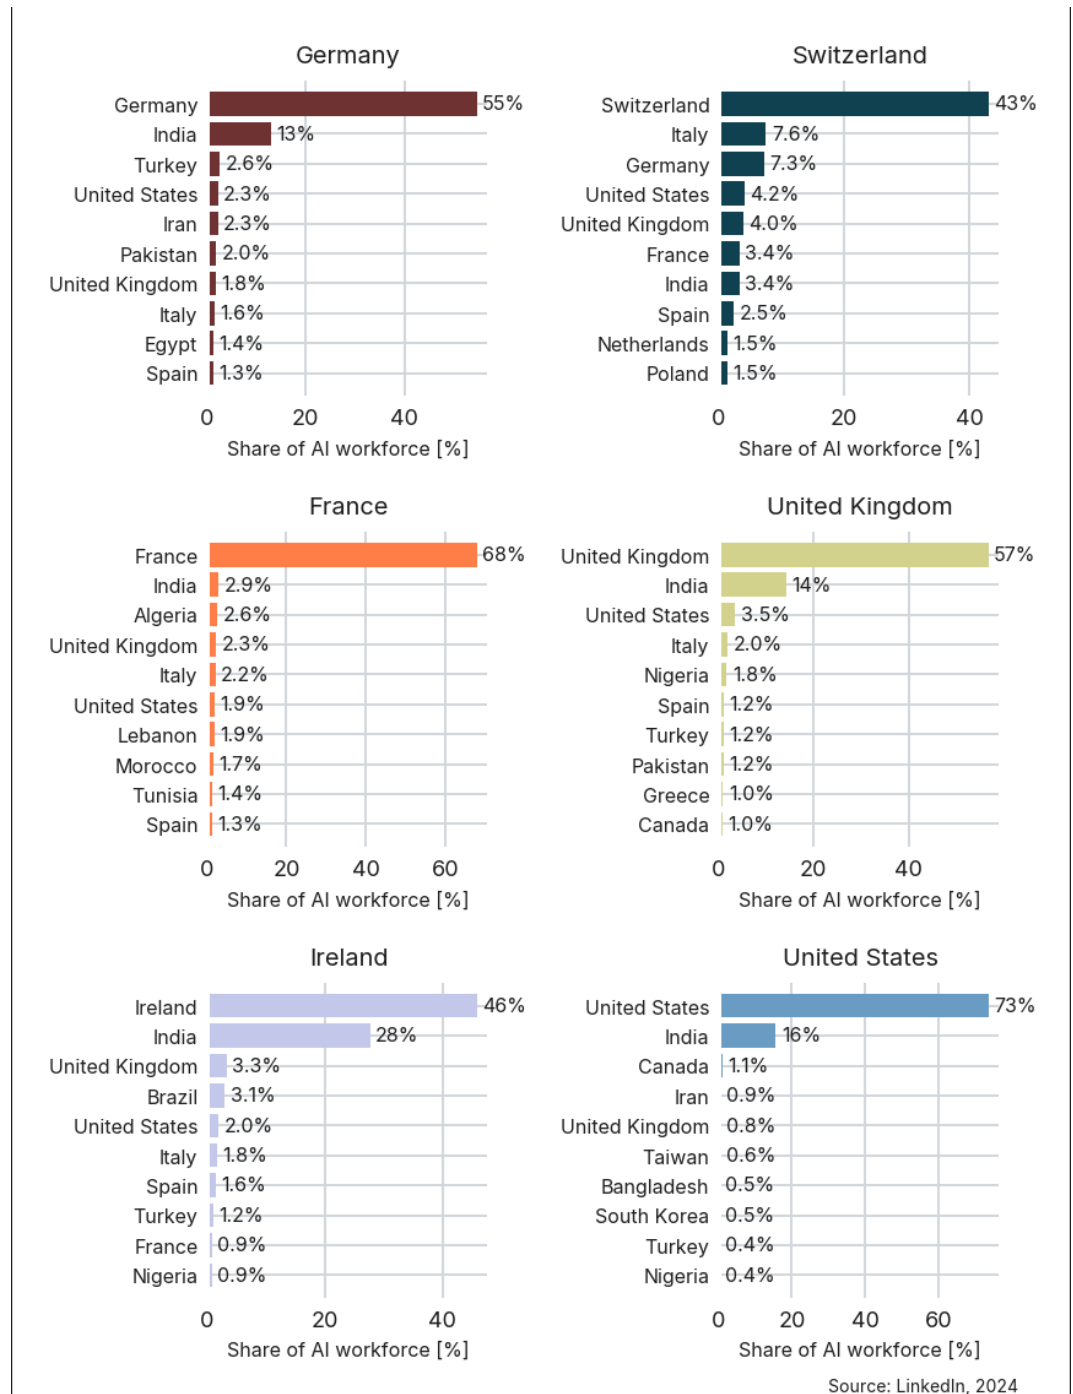 Germany
Germany 55%
India 13%
Turkey 2.6%
United States 2.3%
Iran 2.3%
Pakistan 2.0%
United Kingdom 1.8%
Italy 1.6%
Egypt 1.4%
Spain 1.3%
0 20 40
Share of AI workforce [%]
Switzerland
Switzerland 43%
Italy 7.6%
Germany 7.3%
United States 4.2%
United Kingdom 4.0%
France 3.4%
India 3.4%
Spain 2.5%
Netherlands 1.5%
Poland 1.5%
0 20 40
Share of AI workforce [%]
France
France 68%
India 2.9%
Algeria 2.6%
United Kingdom 2.3%
Italy 2.2%
United States 1.9%
Lebanon 1.9%
Morocco 1.7%
Tunisia 1.4%
Spain 1.3%
0 20 40 60
Share of AI workforce [%]
United Kingdom
United Kingdom 57%
India 14%
United States 3.5%
Italy 2.0%
Nigeria 1.8%
Spain 1.2%
Turkey 1.2%
Pakistan 1.2%
Greece 1.0%
Canada 1.0%
0 20 40
Share of AI workforce [%]
Ireland
Ireland 46%
India 28%
United Kingdom 3.3%
Brazil 3.1%
United States 2.0%
Italy 1.8%
Spain 1.6%
Turkey 1.2%
France 0.9%
Nigeria 0.9%
0 20 40
Share of AI workforce [%]
United States
United States 73%
India 16%
Canada 1.1%
Iran 0.9%
United Kingdom 0.8%
Taiwan 0.6%
Bangladesh 0.5%
South Korea 0.5%
Turkey 0.4%
Nigeria 0.4%
0 20 40 60
Share of AI workforce [%]
Source: LinkedIn, 2024